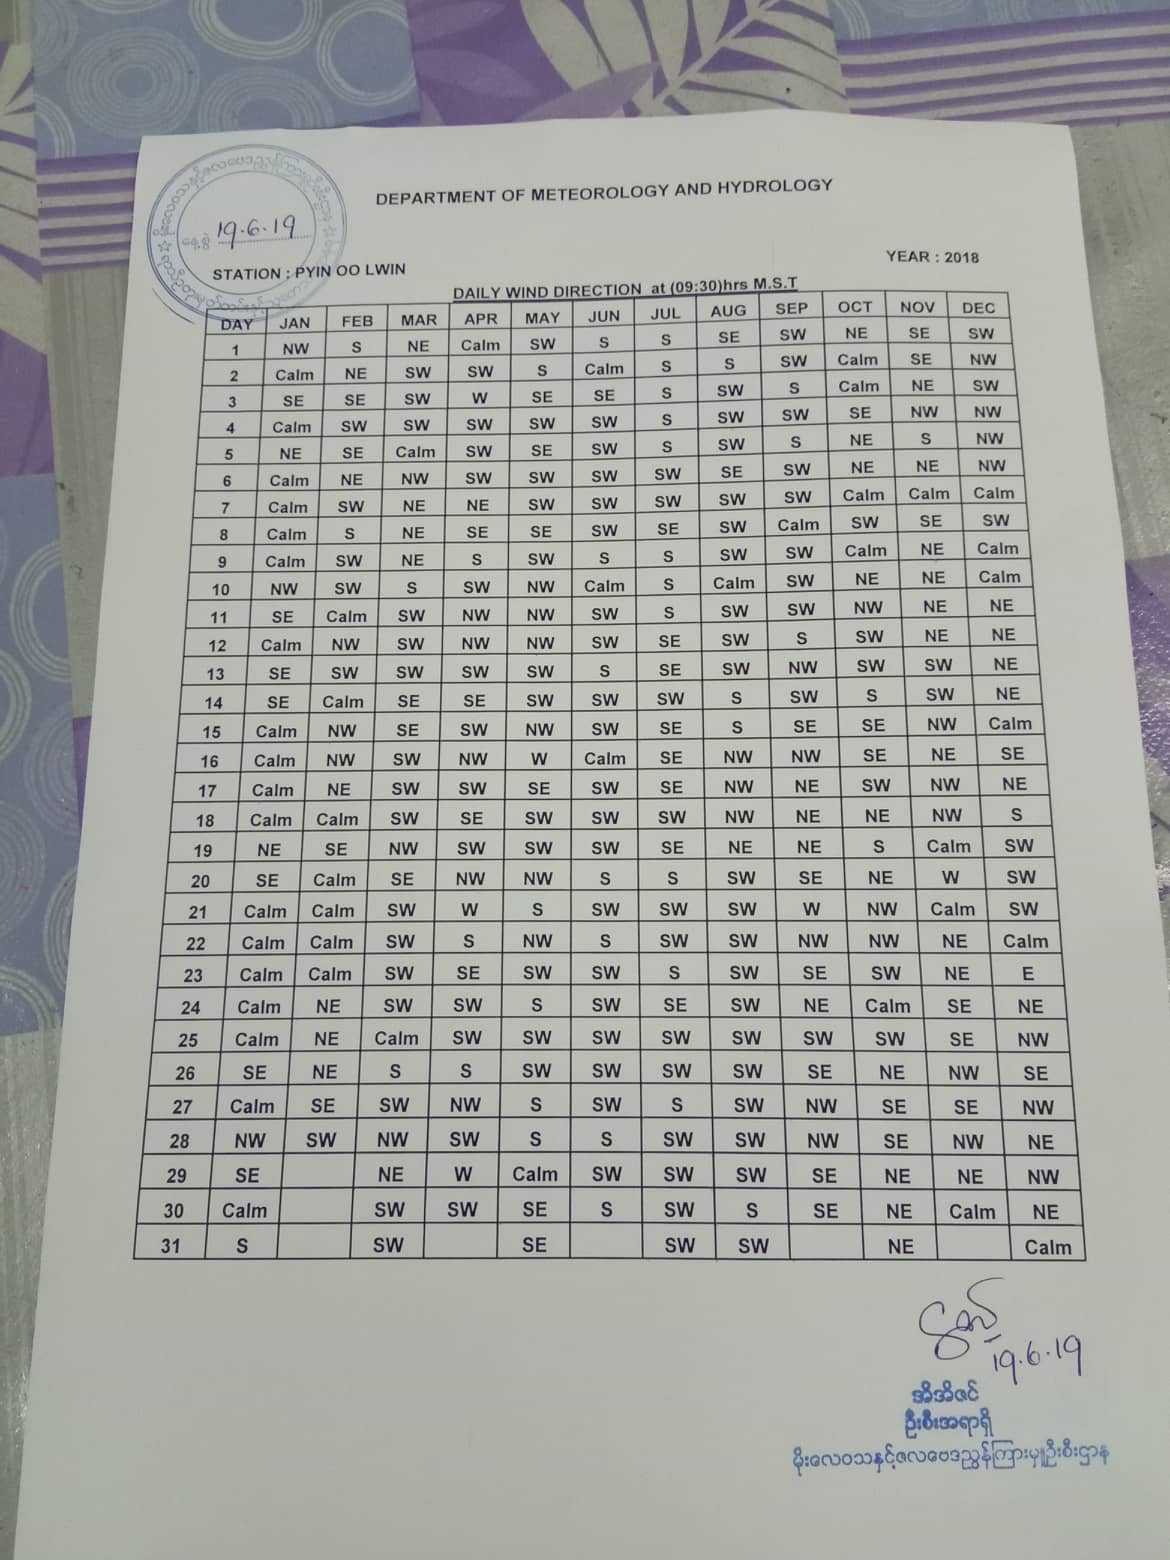 19.6.19
DEPARTMENT OF METEOROLOGY AND HYDROLOGY
STATION : PYIN OO LWIN
YEAR : 2018
DAILY WIND DIRECTION at (09:30)hrs M.S.T
DAY JAN FEB MAR APR MAY JUN JUL AUG SEP OCT NOV DEC
1 NW S NE Calm SW S S SE SW NE SE SW
2 Calm NE SW SW S Calm S S SW Calm SE NW
3 SE SE SW W SE SE S SW S Calm NE SW
4 Calm SW SW SW SW SW S SW SW SE NW NW
5 NE SE Calm SW SE SW S SW S NE S NW
6 Calm NE NW SW SW SW SW SE SW NE NE NW
7 Calm SW NE NE SW SW SW SW SW Calm Calm Calm
8 Calm S NE SE SE SW SE SW Calm SW SE SW
9 Calm SW NE S SW S S SW SW Calm NE Calm
10 NW SW S SW NW Calm S Calm SW NE NE Calm
11 SE Calm SW NW NW SW S SW SW NW NE NE
12 Calm NW SW NW NW SW SE SW S SW NE NE
13 SE SW SW SW SW S SE SW NW SW SW NE
14 SE Calm SE SE SW SW SW S SW S SW NE
15 Calm NW SE SW NW SW SE S SE SE NW Calm
16 Calm NW SW NW W Calm SE NW NW SE NE SE
17 Calm NE SW SW SE SW SE NW NE SW NW NE
18 Calm Calm SW SE SW SW SW NW NE NE NW S
19 NE SE NW SW SW SW SE NE NE S Calm SW
20 SE Calm SE NW NW S S SW SE NE W SW
21 Calm Calm SW W S SW SW SW W NW Calm SW
22 Calm Calm SW S NW S SW SW NW NW NE Calm
23 Calm Calm SW SE SW SW S SW SE SW NE E
24 Calm NE SW SW S SW SE SW NE Calm SE NE
25 Calm NE Calm SW SW SW SW SW SW SW SE NW
26 SE NE S S SW SW SW SW SE NE NW SE
27 Calm SE SW NW S SW S SW NW SE SE NW
28 NW SW NW SW S S SW SW NW SE NW NE
29 SE NE W Calm SW SW SW SE NE NE NW
30 Calm SW SW SE S SW S SE NE Calm NE
31 S SW SE SW SW NE Calm
19.6.19
အိအိဇင်
ဦးစီးအရာရှိ
မိုးလေဝသနှင့်ဇလဗေဒညွှန်ကြားမှုဦးစီးဌာန